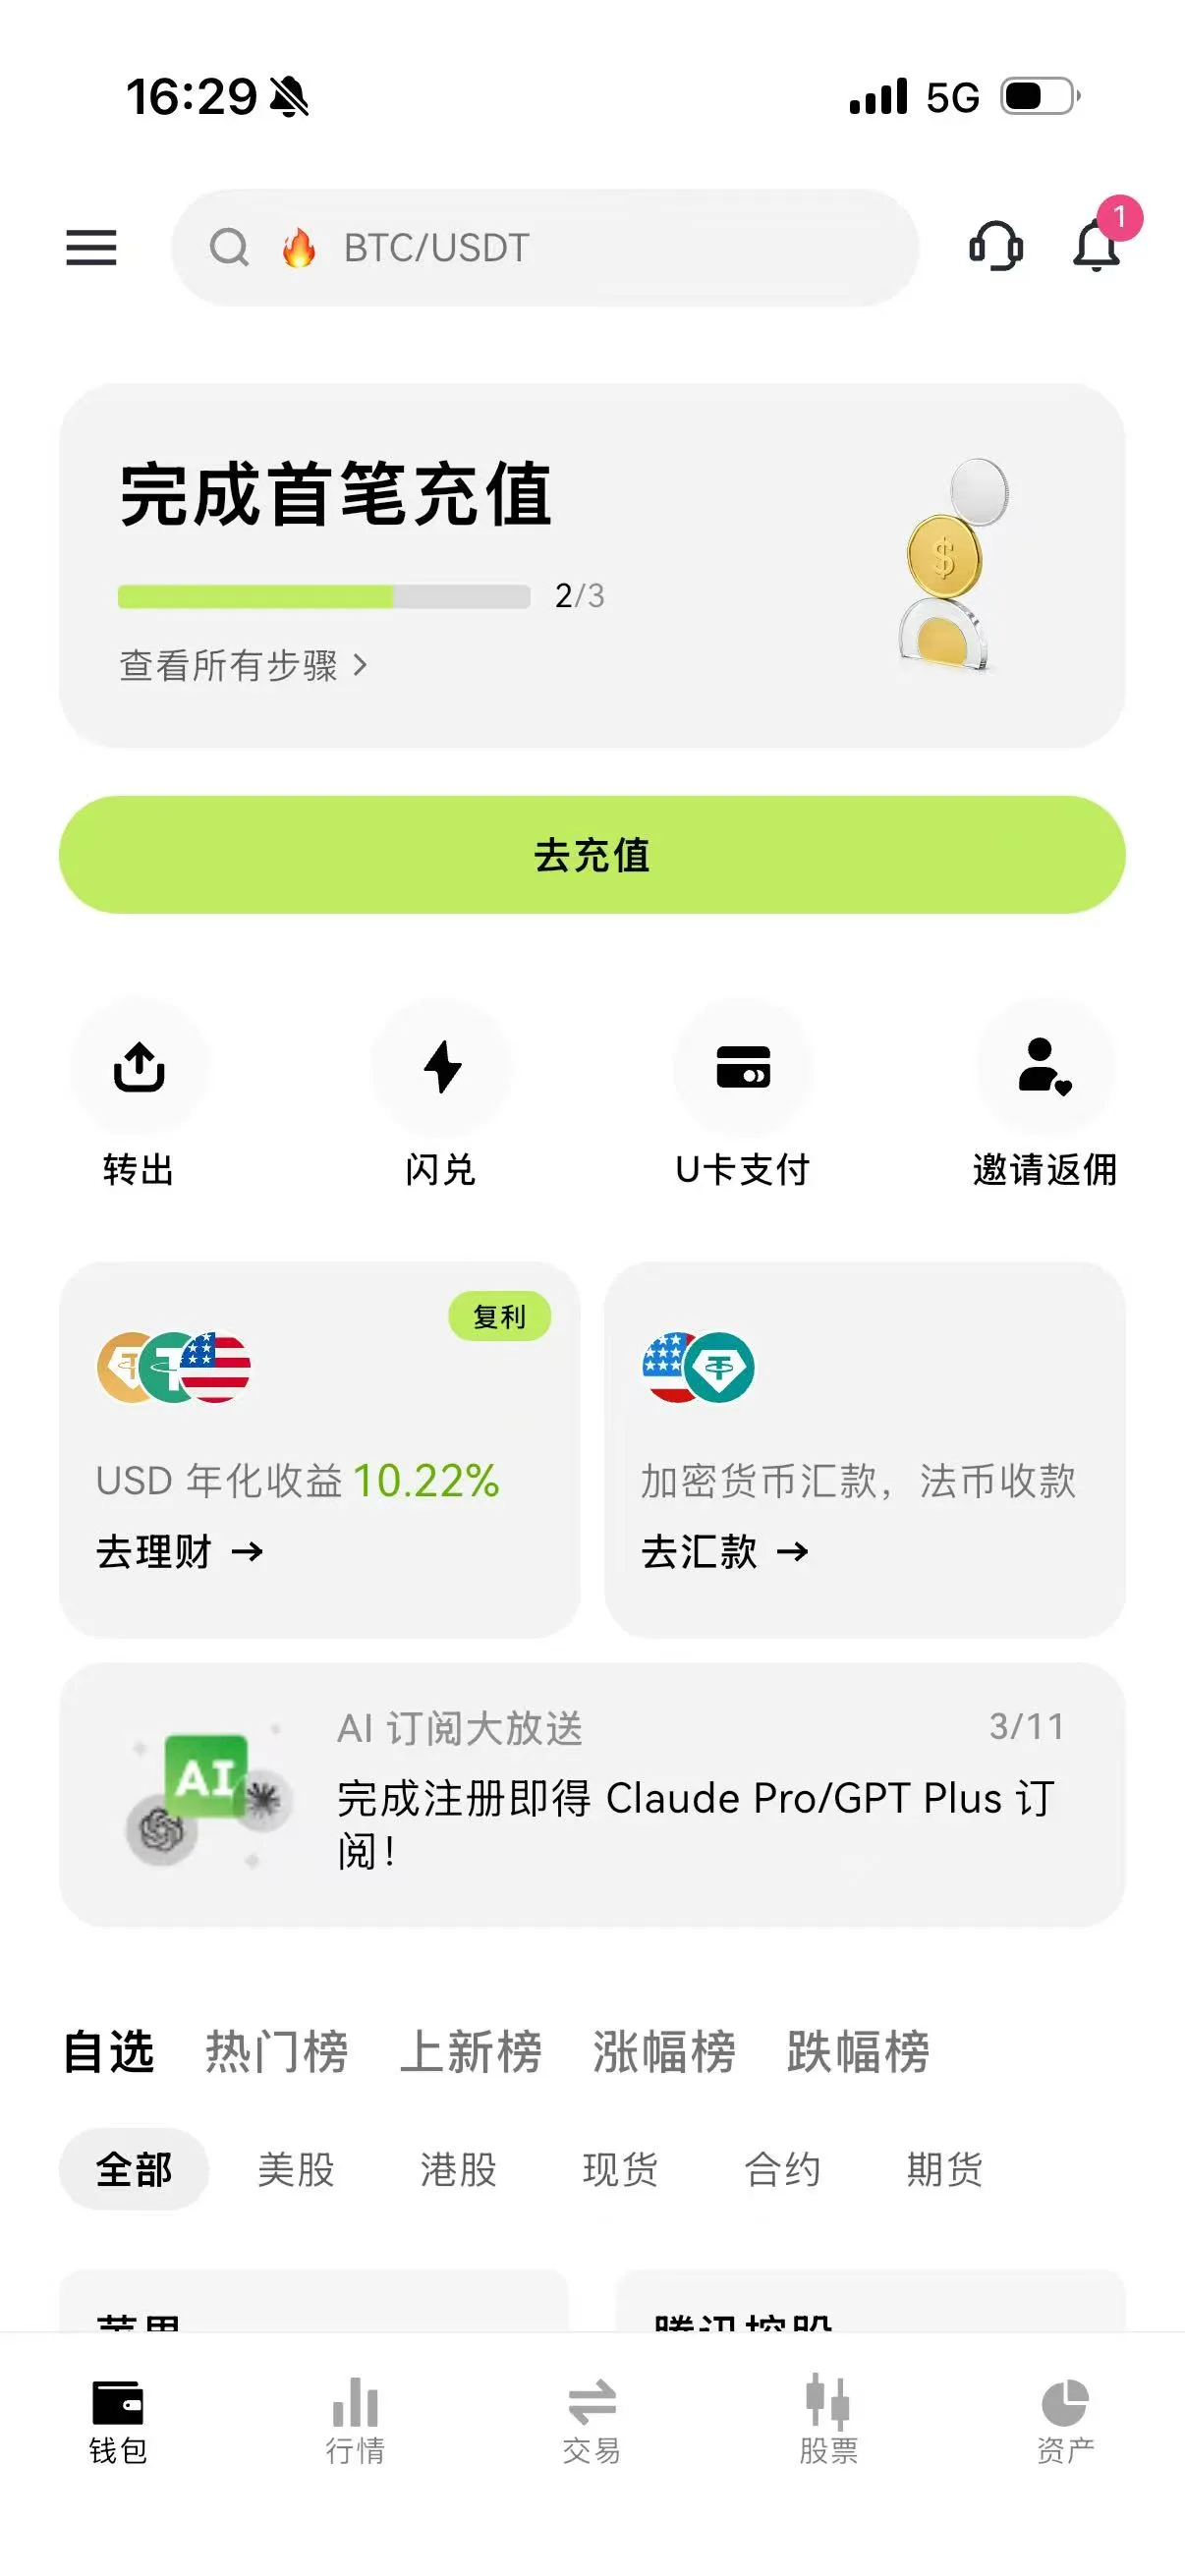 16:29
5G
BTC/USDT
1
完成首笔充值
2/3
查看所有步骤 >
去充值
转出
闪兑
U卡支付
邀请返佣
复利
USD 年化收益 10.22%
去理财 →
加密货币汇款，法币收款
去汇款 →
AI
AI 订阅大放送
3/11
完成注册即得 Claude Pro/GPT Plus 订
阅！
自选
热门榜
上新榜
涨幅榜
跌幅榜
全部
美股
港股
现货
合约
期货
苹果
腾讯控股
钱包
行情
交易
股票
资产